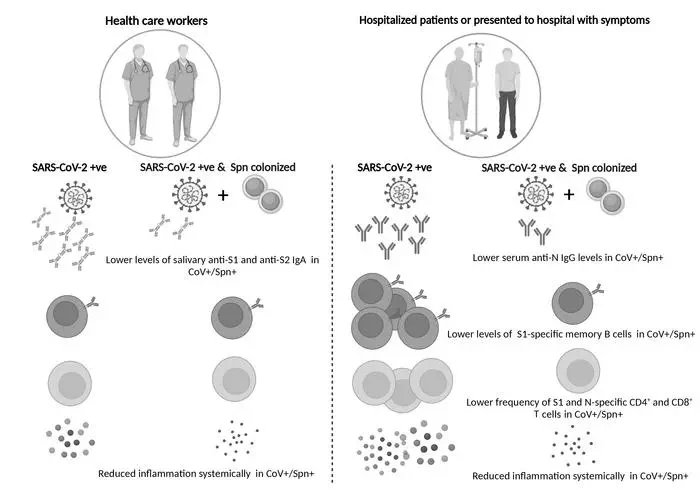 Health care workers
Hospitalized patients or presented to hospital with symptoms
SARS-CoV-2 +ve
SARS-CoV-2 +ve & Spn colonized
+
Lower levels of salivary anti-S1 and anti-S2 IgA in
CoV+/Spn+
Reduced inflammation systemically in CoV+/Spn+
SARS-CoV-2 +ve
SARS-CoV-2 +ve & Spn colonized
+
Lower serum anti-N IgG levels in CoV+/Spn+
Lower levels of S1-specific memory B cells in CoV+/Spn+
Lower frequency of S1 and N-specific CD4⁺ and CD8⁺
T cells in CoV+/Spn+
Reduced inflammation systemically in CoV+/Spn+